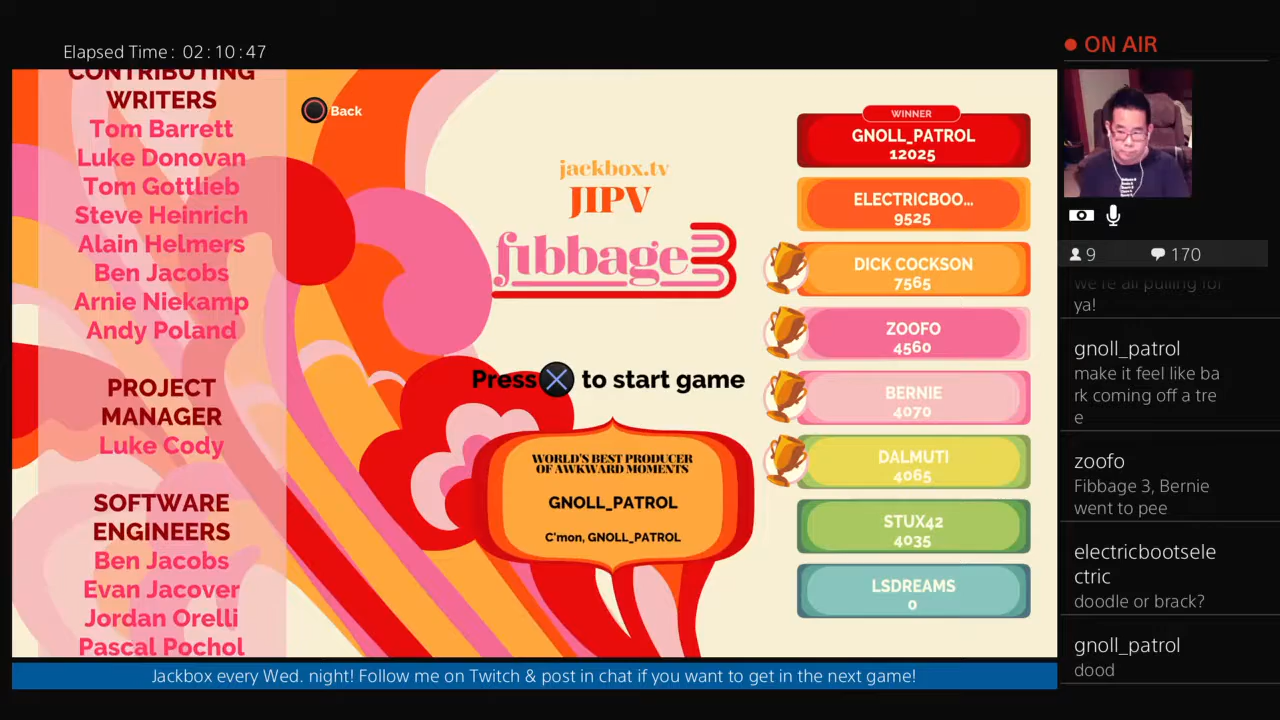 Elapsed Time: 02:10:47
CONTRIBUTING
WRITERS
Tom Barrett
Luke Donovan
Tom Gottlieb
Steve Heinrich
Alain Helmers
Ben Jacobs
Arnie Niekamp
Andy Poland
PROJECT
MANAGER
Luke Cody
SOFTWARE
ENGINEERS
Ben Jacobs
Evan Jacover
Jordan Orelli
Pascal Pochol
Back
jackbox.tv
JIPV
fibbage 3
Press X to start game
WORLD'S BEST PRODUCER
OF AWKWARD MOMENTS
GNOLL_PATROL
C'mon, GNOLL_PATROL
WINNER
GNOLL_PATROL
12025
ELECTRICBOO...
9525
DICK COCKSON
7565
ZOOFO
4560
BERNIE
4070
DALMUTI
4065
STUX42
4035
LSDREAMS
0
ON AIR
9 170
we're all pulling for
ya!
gnoll_patrol
make it feel like ba
rk coming off a tre
e
zoofo
Fibbage 3, Bernie
went to pee
electricbootsele
ctric
doodle or brack?
gnoll_patrol
dood
Jackbox every Wed. night! Follow me on Twitch & post in chat if you want to get in the next game!